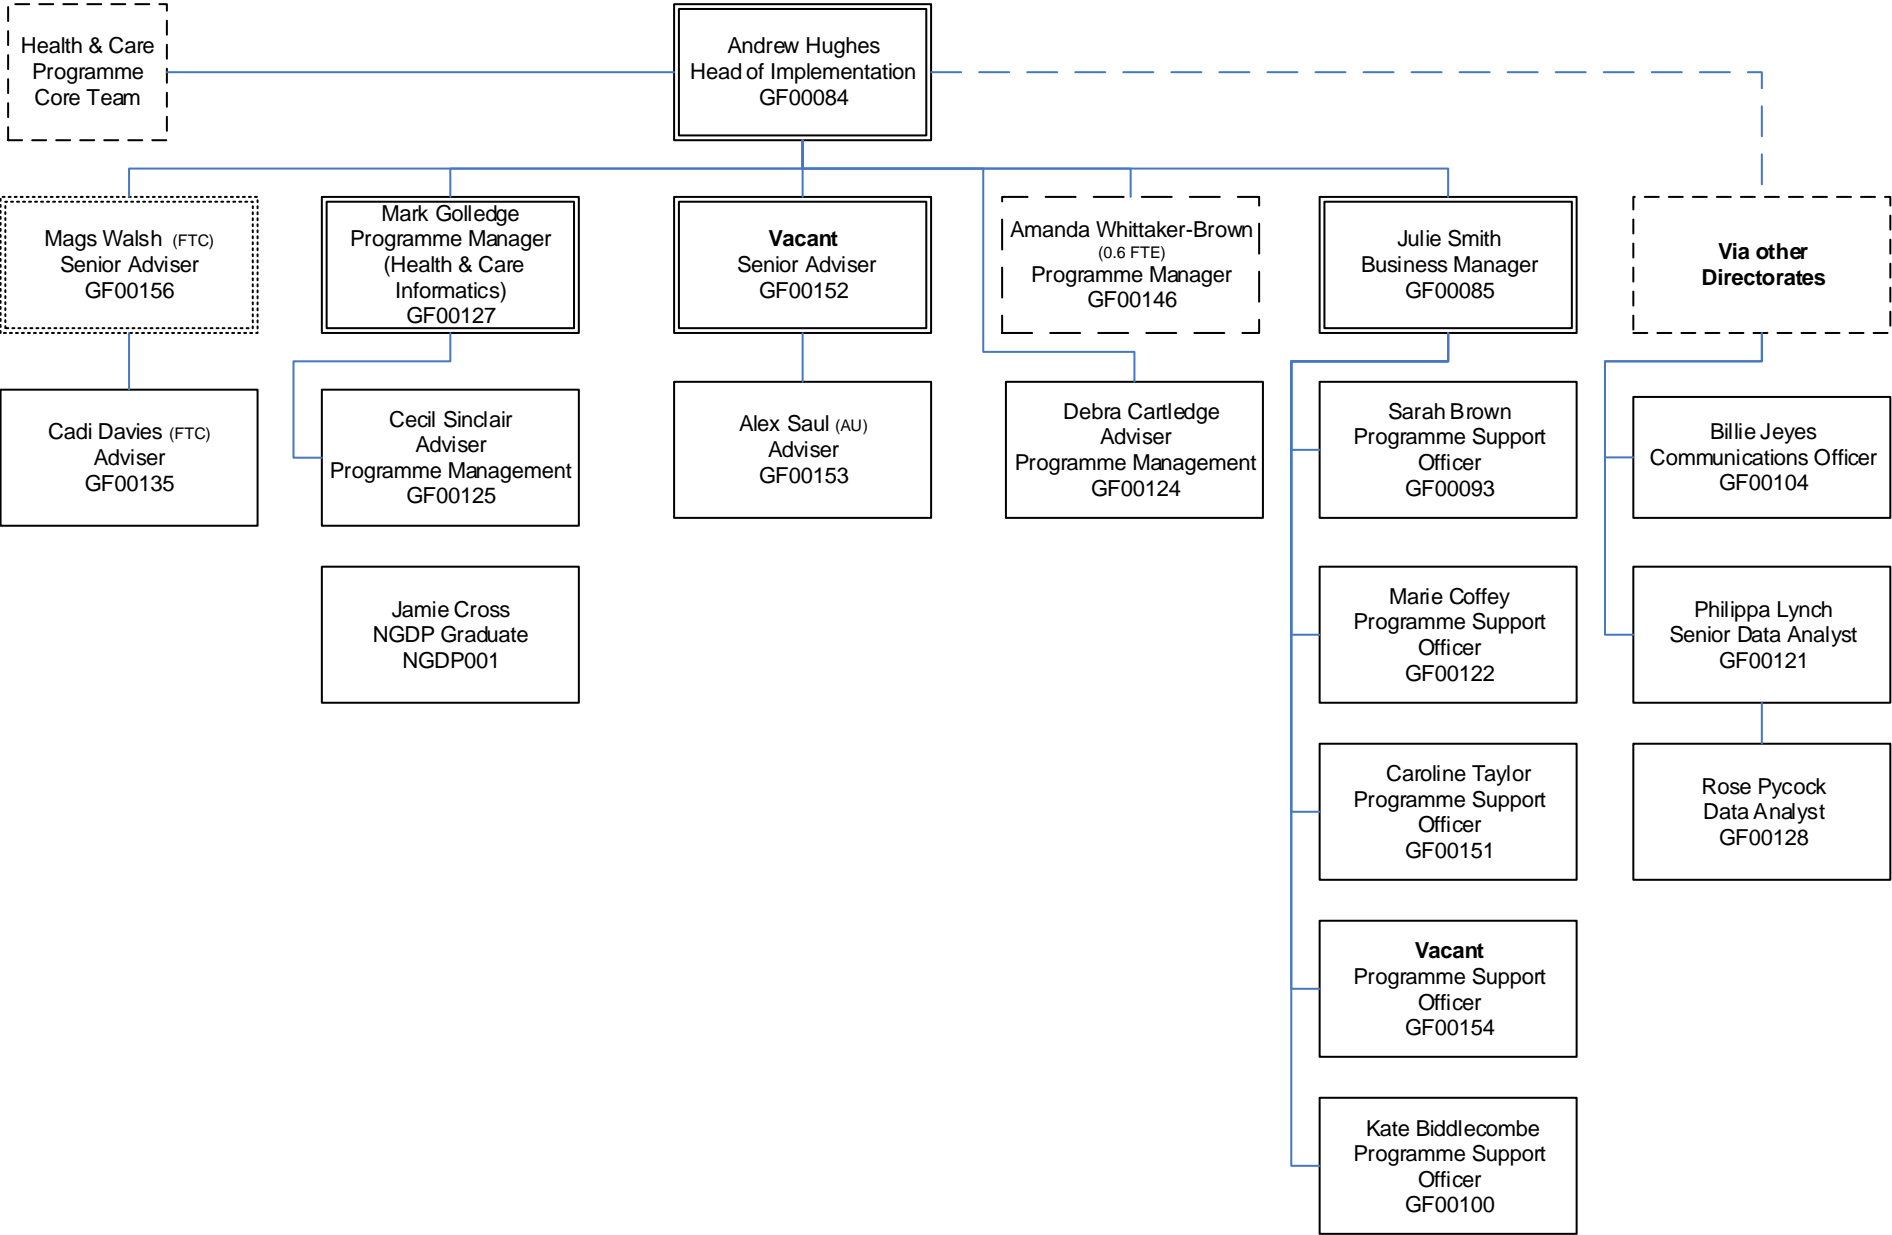 Health & Care
Programme
Core Team
Andrew Hughes
Head of Implementation
GF00084
Mags Walsh (FTC)
Senior Adviser
GF00156
Mark Golledge
Programme Manager
(Health & Care
Informatics)
GF00127
Vacant
Senior Adviser
GF00152
Amanda Whittaker-Brown
(0.6 FTE)
Programme Manager
GF00146
Julie Smith
Business Manager
GF00085
Via other
Directorates
Cadi Davies (FTC)
Adviser
GF00135
Cecil Sinclair
Adviser
Programme Management
GF00125
Alex Saul (AU)
Adviser
GF00153
Debra Cartledge
Adviser
Programme Management
GF00124
Sarah Brown
Programme Support
Officer
GF00093
Billie Jeyes
Communications Officer
GF00104
Jamie Cross
NGDP Graduate
NGDP001
Marie Coffey
Programme Support
Officer
GF00122
Philippa Lynch
Senior Data Analyst
GF00121
Caroline Taylor
Programme Support
Officer
GF00151
Rose Pycock
Data Analyst
GF00128
Vacant
Programme Support
Officer
GF00154
Kate Biddlecombe
Programme Support
Officer
GF00100